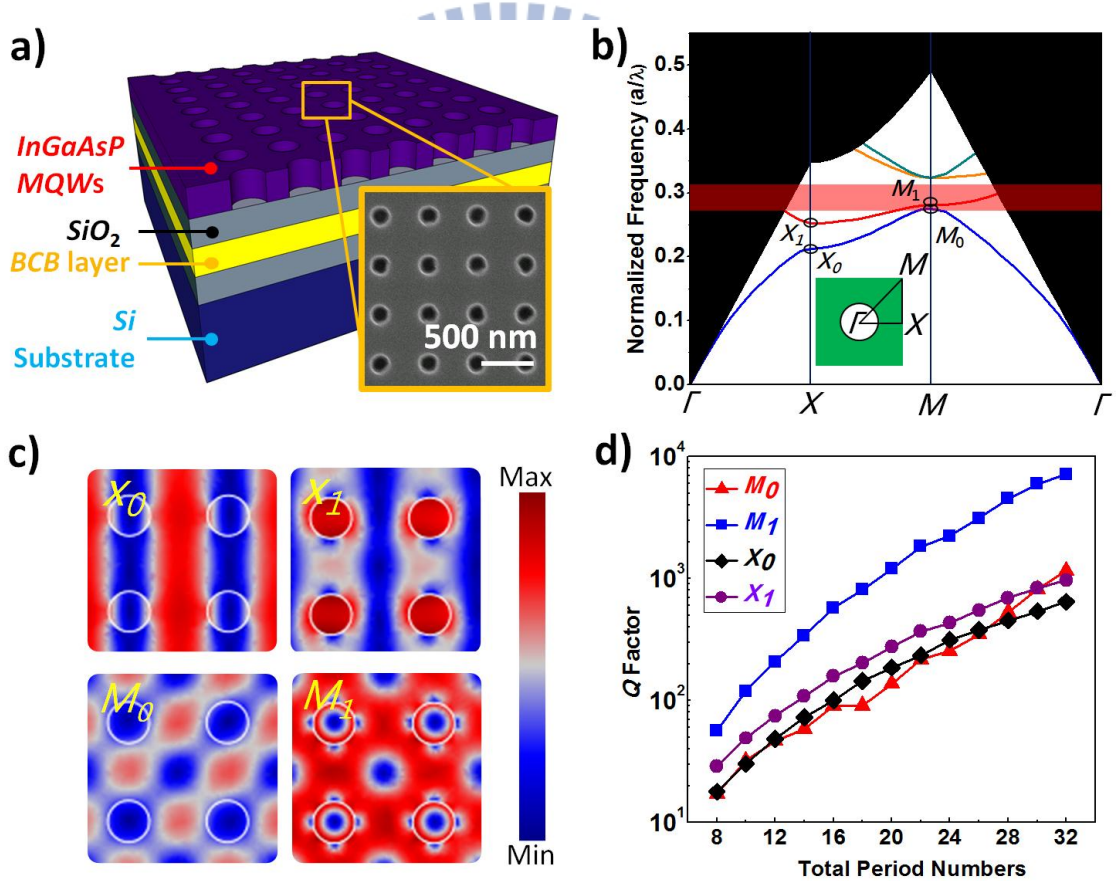 a)
InGaAsP
MQWs
SiO2
BCB layer
Si
Substrate
500 nm
b)
Normalized Frequency (a/λ)
0.5
0.4
0.3
0.2
0.1
0.0
M1
X1
M0
X0
M
Γ
X
Γ
X
M
Γ
c)
X0
X1
M0
M1
Max
Min
d)
Q Factor
10^4
10^3
10^2
10^1
M0
M1
X0
X1
8 12 16 20 24 28 32
Total Period Numbers